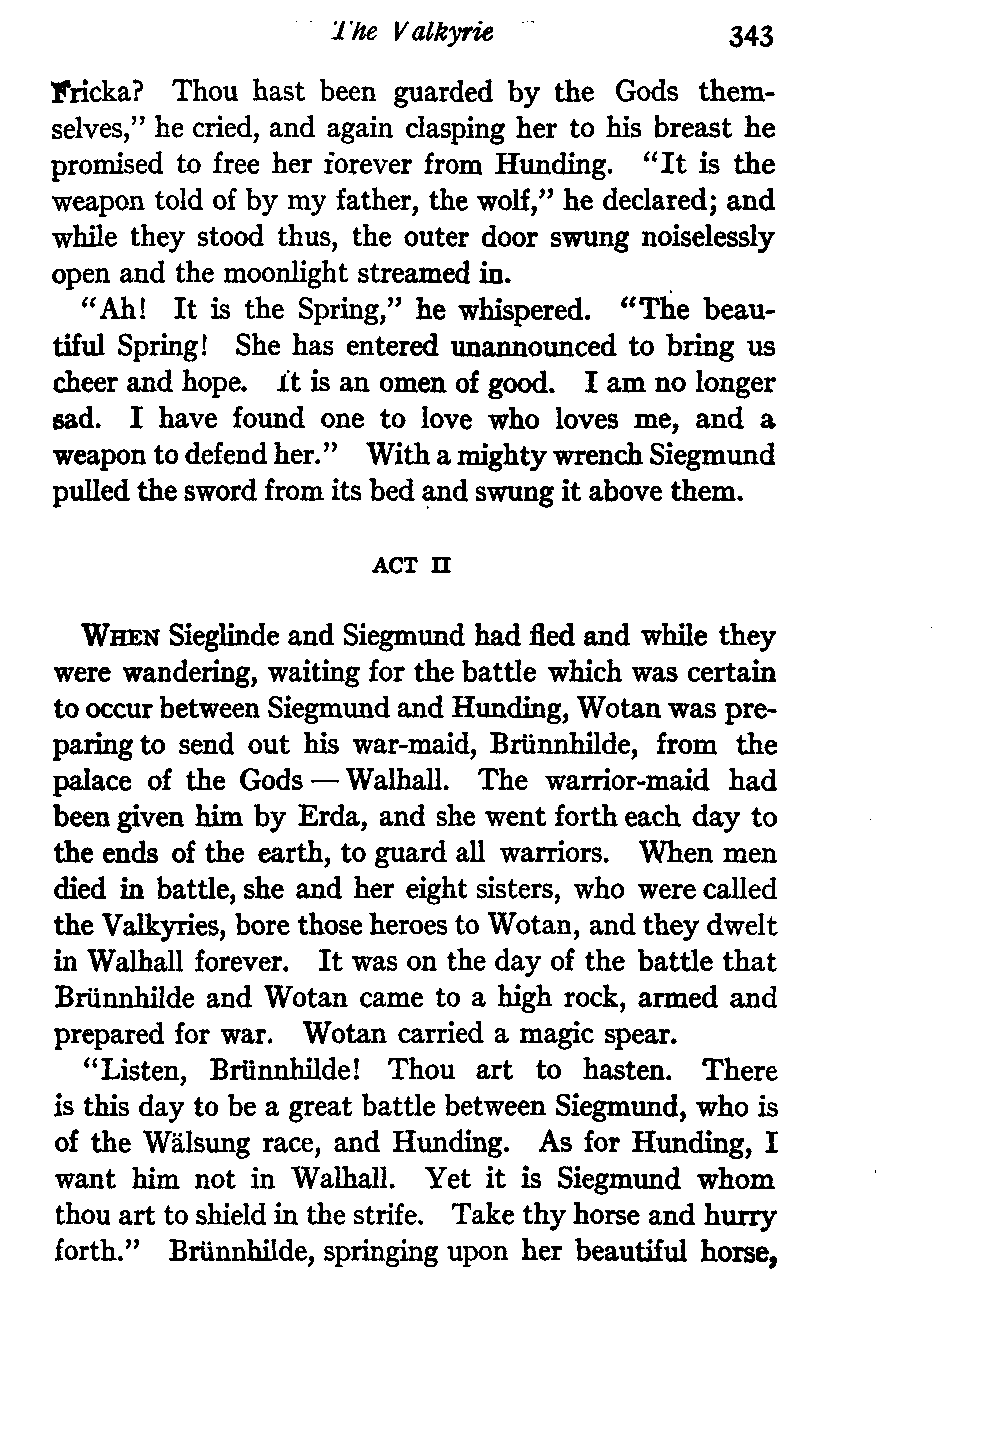 The Valkyrie 343
Fricka? Thou hast been guarded by the Gods them-
selves," he cried, and again clasping her to his breast he
promised to free her forever from Hunding. "It is the
weapon told of by my father, the wolf," he declared; and
while they stood thus, the outer door swung noiselessly
open and the moonlight streamed in.
"Ah! It is the Spring," he whispered. "The beau-
tiful Spring! She has entered unannounced to bring us
cheer and hope. It is an omen of good. I am no longer
sad. I have found one to love who loves me, and a
weapon to defend her." With a mighty wrench Siegmund
pulled the sword from its bed and swung it above them.
ACT II
WHEN Sieglinde and Siegmund had fled and while they
were wandering, waiting for the battle which was certain
to occur between Siegmund and Hunding, Wotan was pre-
paring to send out his war-maid, Brünnhilde, from the
palace of the Gods — Walhall. The warrior-maid had
been given him by Erda, and she went forth each day to
the ends of the earth, to guard all warriors. When men
died in battle, she and her eight sisters, who were called
the Valkyries, bore those heroes to Wotan, and they dwelt
in Walhall forever. It was on the day of the battle that
Brünnhilde and Wotan came to a high rock, armed and
prepared for war. Wotan carried a magic spear.
"Listen, Brünnhilde! Thou art to hasten. There
is this day to be a great battle between Siegmund, who is
of the Wälsung race, and Hunding. As for Hunding, I
want him not in Walhall. Yet it is Siegmund whom
thou art to shield in the strife. Take thy horse and hurry
forth." Brünnhilde, springing upon her beautiful horse,